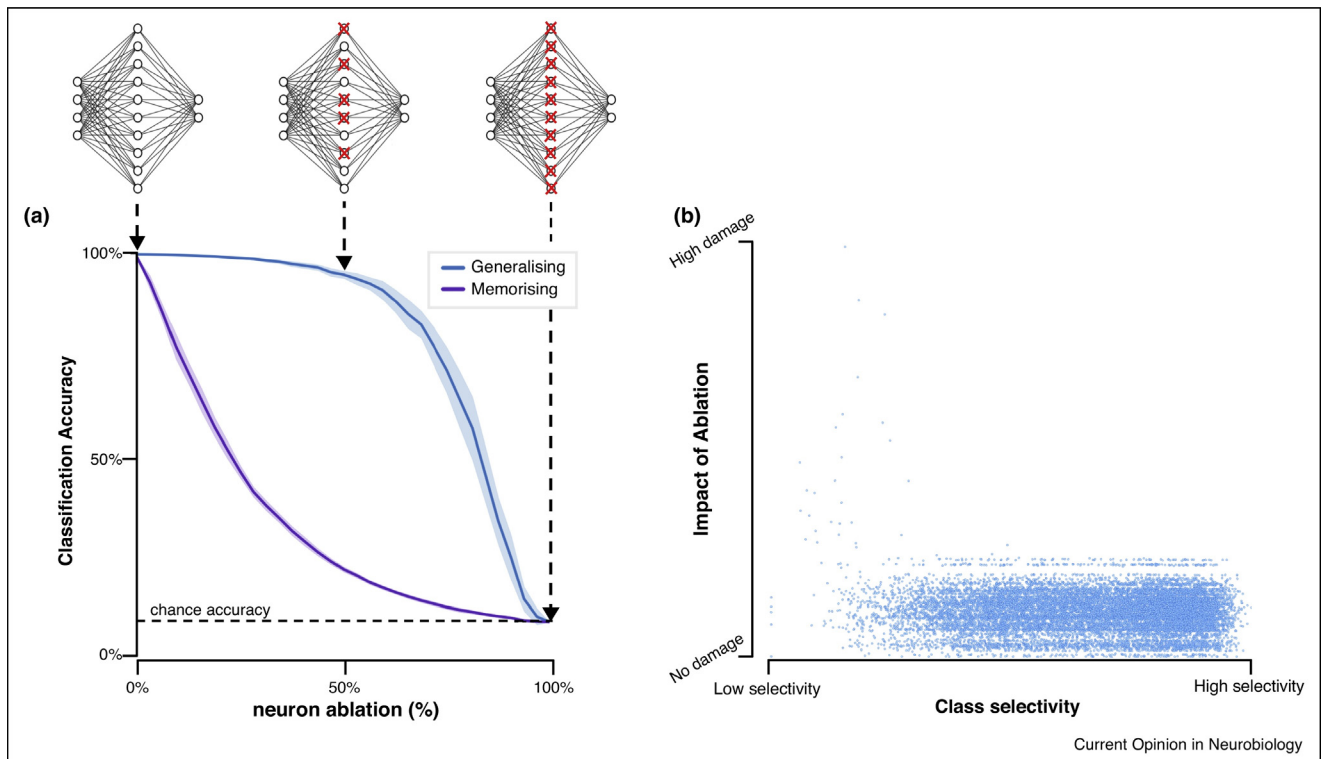 (a)
100%
50%
0%
Classification Accuracy
Generalising
Memorising
chance accuracy
0%
50%
100%
neuron ablation (%)
(b)
High damage
Impact of Ablation
No damage
Low selectivity
High selectivity
Class selectivity
Current Opinion in Neurobiology